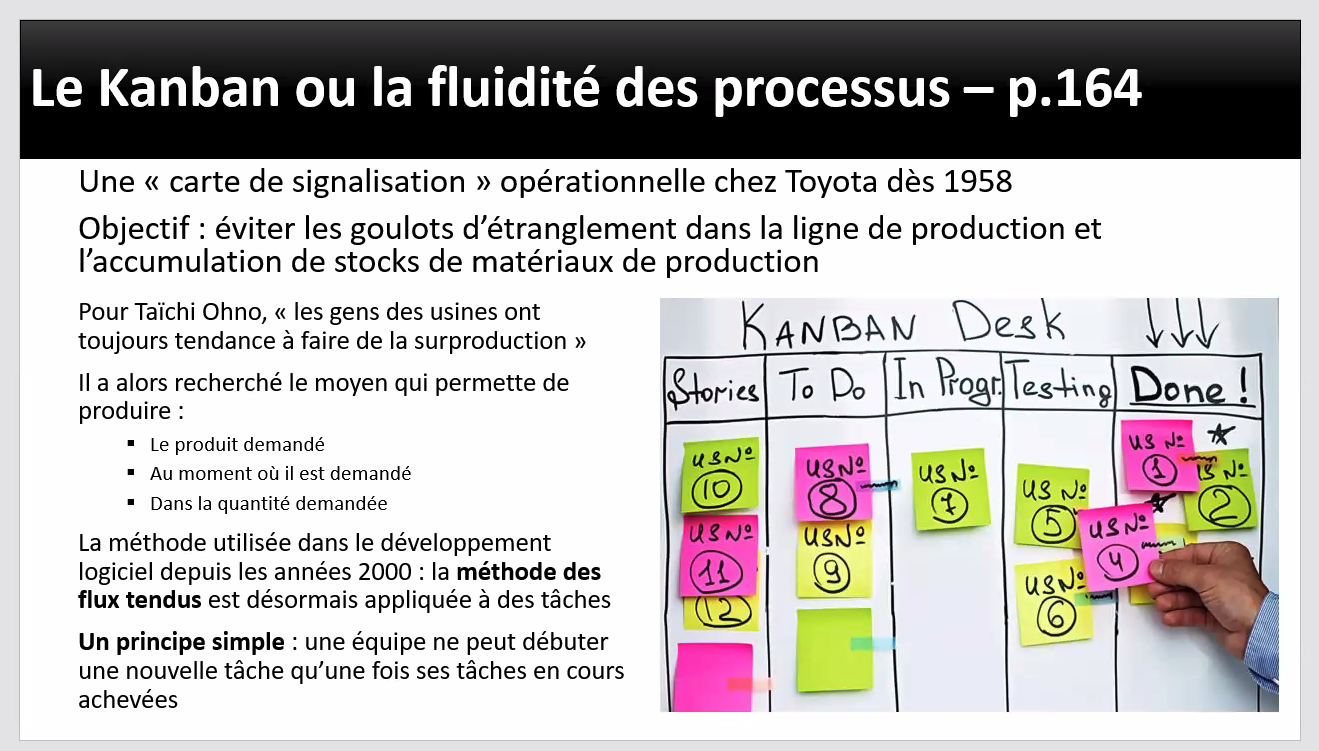 Le Kanban ou la fluidité des processus – p.164
Une « carte de signalisation » opérationnelle chez Toyota dès 1958
Objectif : éviter les goulots d’étranglement dans la ligne de production et
l’accumulation de stocks de matériaux de production
Pour Taïchi Ohno, « les gens des usines ont
toujours tendance à faire de la surproduction »
Il a alors recherché le moyen qui permette de
produire :
▪ Le produit demandé
▪ Au moment où il est demandé
▪ Dans la quantité demandée
La méthode utilisée dans le développement
logiciel depuis les années 2000 : la méthode des
flux tendus est désormais appliquée à des tâches
Un principe simple : une équipe ne peut débuter
une nouvelle tâche qu’une fois ses tâches en cours
achevées
KANBAN Desk
Stories
To Do
In Progr.
Testing
Done !
US Nº
10
US Nº
11
12
US Nº
8
US Nº
9
US Nº
7
US Nº
5
US Nº
6
US Nº
1
US Nº
2
US Nº
4